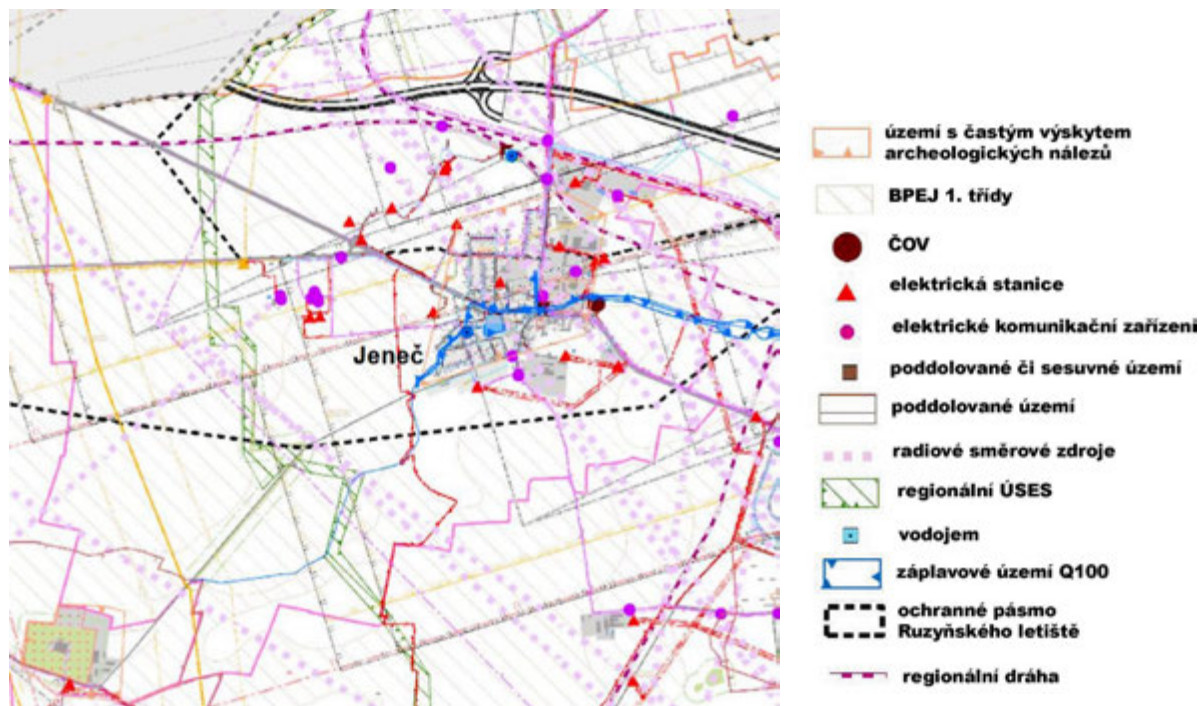 Jeneč
území s častým výskytem
archeologických nálezů
BPEJ 1. třídy
ČOV
elektrická stanice
elektrické komunikační zařízení
poddolované či sesuvné území
poddolované území
radiové směrové zdroje
regionální ÚSES
vodojem
záplavové území Q100
ochranné pásmo
Ruzyňského letiště
regionální dráha